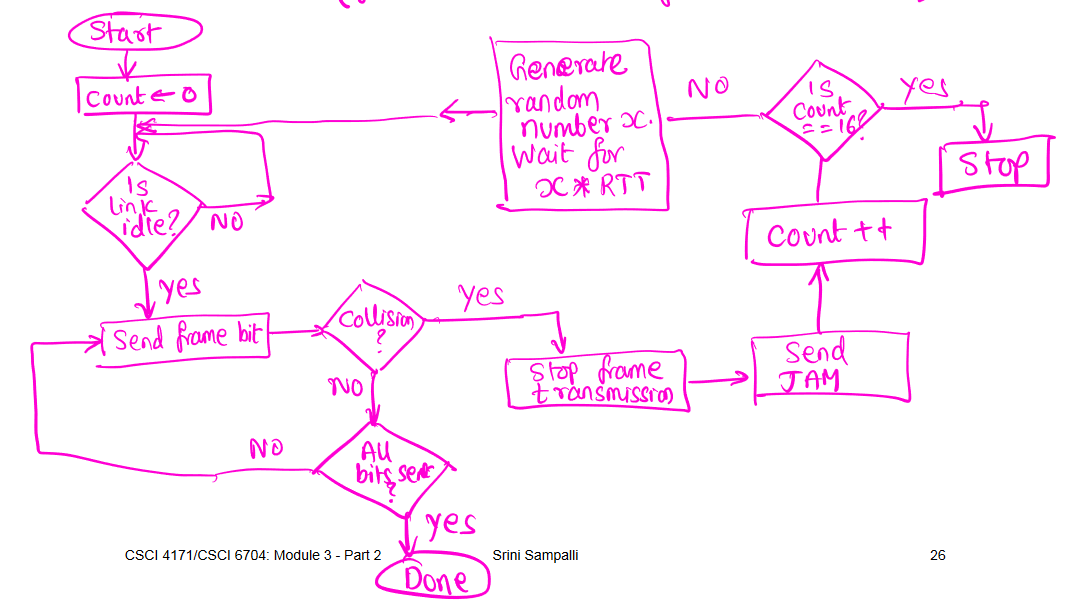 Start
Count ← 0
Is
link
idle?
NO
Yes
Send frame bit
Collision
?
Yes
NO
Stop frame
transmission
Send
JAM
Count ++
Is
Count
== 16?
Yes
Stop
NO
Generate
random
number x.
Wait for
x * RTT
All
bits sent
?
NO
Yes
Done
CSCI 4171/CSCI 6704: Module 3 - Part 2
Srini Sampalli
26